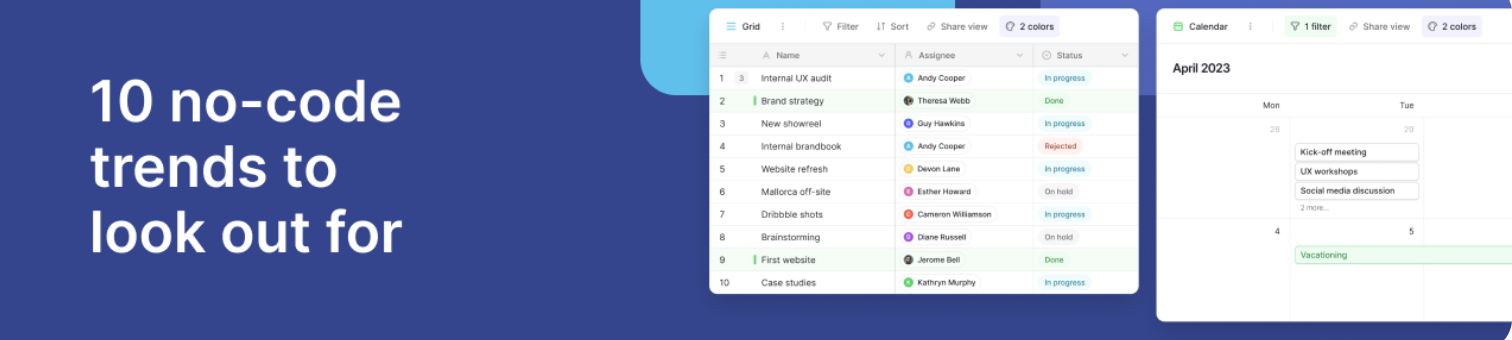 10 no-code
trends to
look out for
Grid Filter Sort Share view 2 colors
Name Assignee Status
1 3 Internal UX audit Andy Cooper In progress
2 Brand strategy Theresa Webb Done
3 New showreel Guy Hawkins In progress
4 Internal brandbook Andy Cooper Rejected
5 Website refresh Devon Lane In progress
6 Mallorca off-site Esther Howard On hold
7 Dribbble shots Cameron Williamson In progress
8 Brainstorming Diane Russell On hold
9 First website Jerome Bell Done
10 Case studies Kathryn Murphy In progress
Calendar 1 filter Share view 2 colors
April 2023
Mon Tue
28 29
Kick-off meeting
UX workshops
Social media discussion
2 more...
4 5
Vacationing